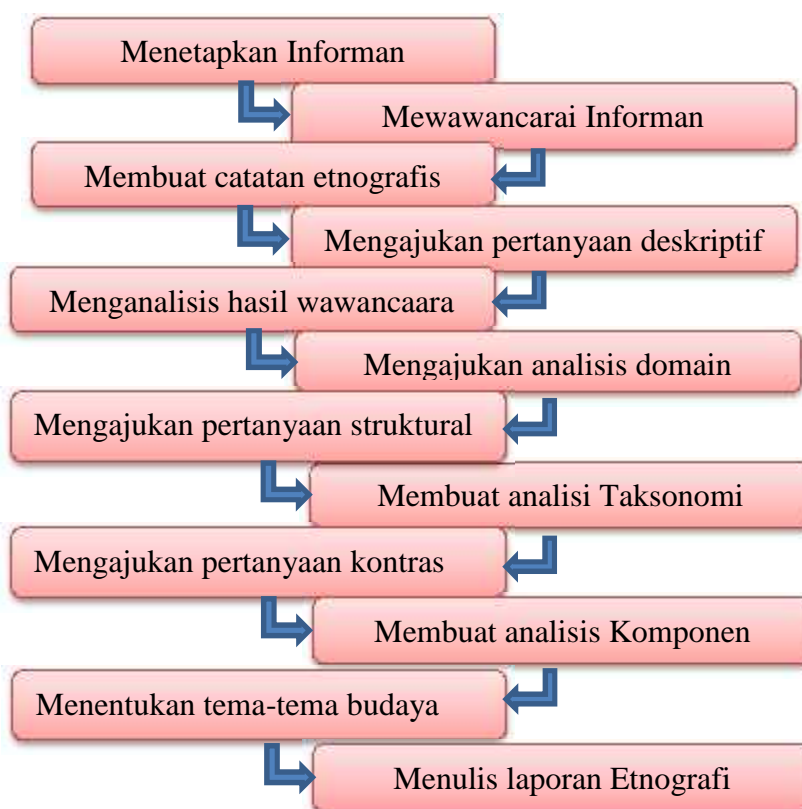 Menetapkan Informan
Mewawancarai Informan
Membuat catatan etnografis
Mengajukan pertanyaan deskriptif
Menganalisis hasil wawancaara
Mengajukan analisis domain
Mengajukan pertanyaan struktural
Membuat analisi Taksonomi
Mengajukan pertanyaan kontras
Membuat analisis Komponen
Menentukan tema-tema budaya
Menulis laporan Etnografi